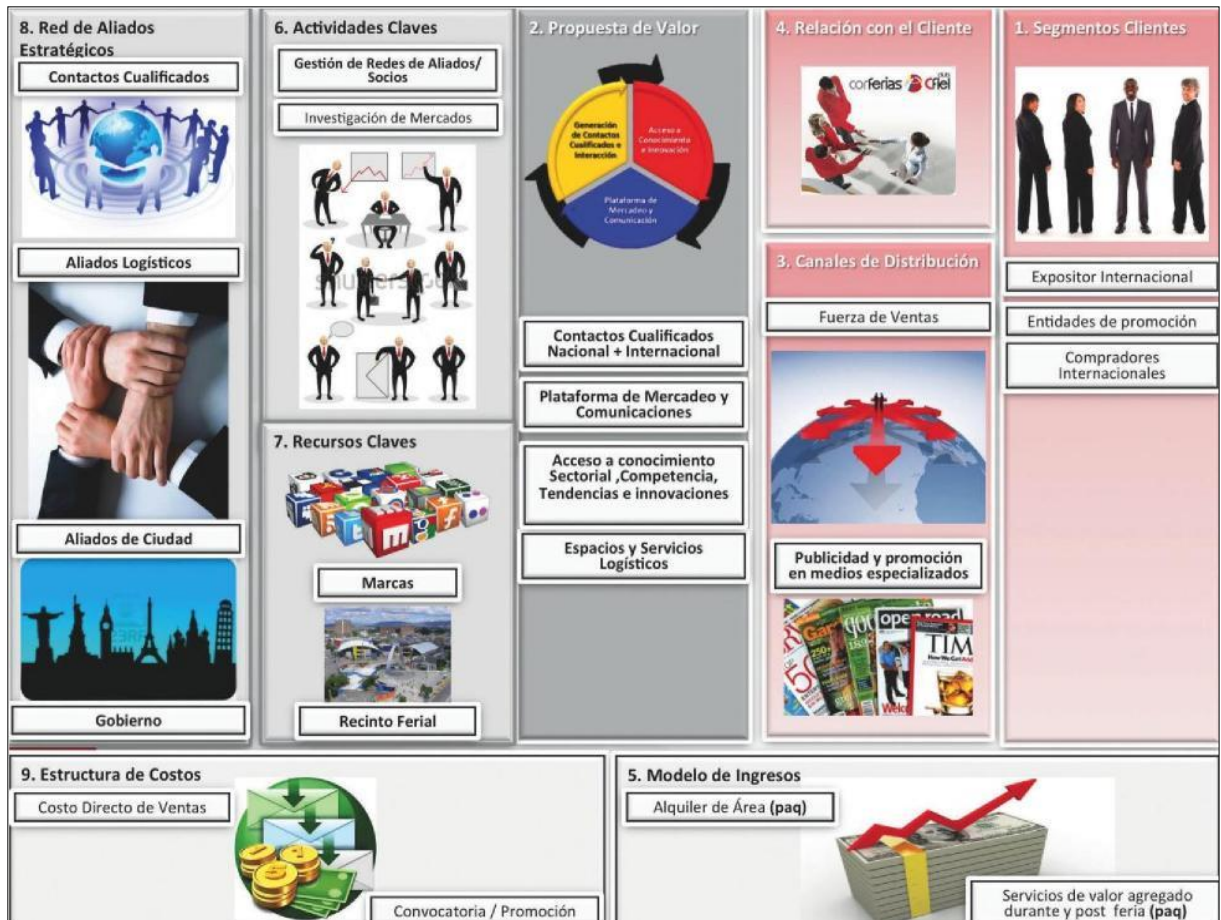 8. Red de Aliados
Estratégicos
Contactos Cualificados
Aliados Logísticos
Aliados de Ciudad
Gobierno
6. Actividades Claves
Gestión de Redes de Aliados/
Socios
Investigación de Mercados
7. Recursos Claves
Marcas
Recinto Ferial
2. Propuesta de Valor
Generación
de Contactos
Cualificados e
Interacción
Acceso a
Conocimiento
e Innovación
Plataforma de
Mercadeo y
Comunicación
Contactos Cualificados
Nacional + Internacional
Plataforma de Mercadeo y
Comunicaciones
Acceso a conocimiento
Sectorial ,Competencia,
Tendencias e innovaciones
Espacios y Servicios
Logísticos
4. Relación con el Cliente
corferias
3. Canales de Distribución
Fuerza de Ventas
Publicidad y promoción
en medios especializados
open road
TIM
1. Segmentos Clientes
Expositor Internacional
Entidades de promoción
Compradores
Internacionales
9. Estructura de Costos
Costo Directo de Ventas
Convocatoria / Promoción
5. Modelo de Ingresos
Alquiler de Área (paq)
Servicios de valor agregado
durante y post feria (paq)